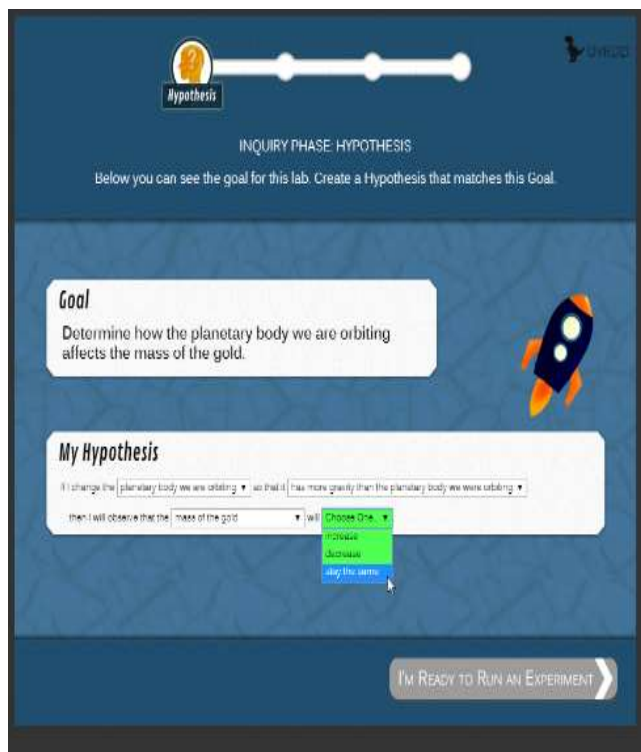 Hypothesis
INQUIRY PHASE: HYPOTHESIS
Below you can see the goal for this lab. Create a Hypothesis that matches this Goal.
Goal
Determine how the planetary body we are orbiting
affects the mass of the gold.
My Hypothesis
If I change the planetary body we are orbiting so that it has more gravity than the planetary body we were orbiting
then I will observe that the mass of the gold will Choose One...
increase
decrease
stay the same
I'M READY TO RUN AN EXPERIMENT